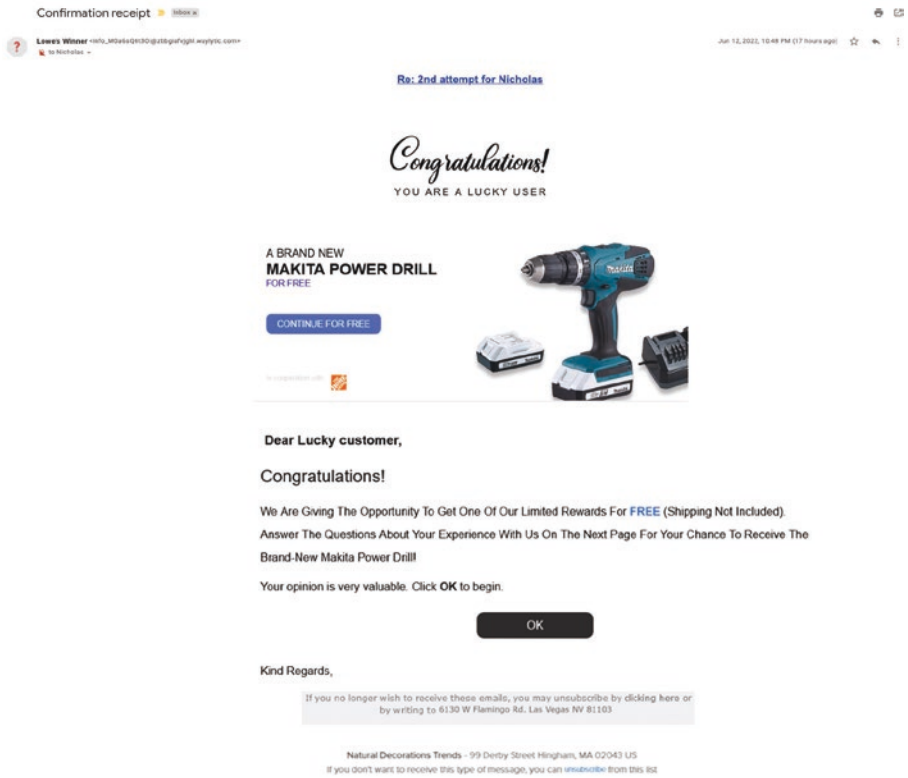 Confirmation receipt
Inbox x
Lowe's Winner
to Nicholas
Jun 12, 2022, 10:48 PM (17 hours ago)
Re: 2nd attempt for Nicholas
Congratulations!
YOU ARE A LUCKY USER
A BRAND NEW
MAKITA POWER DRILL
FOR FREE
CONTINUE FOR FREE
In cooperation with
Makita
Dear Lucky customer,
Congratulations!
We Are Giving The Opportunity To Get One Of Our Limited Rewards For FREE (Shipping Not Included).
Answer The Questions About Your Experience With Us On The Next Page For Your Chance To Receive The
Brand-New Makita Power Drill!
Your opinion is very valuable. Click OK to begin.
OK
Kind Regards,
If you no longer wish to receive these emails, you may unsubscribe by clicking here or
by writing to 6130 W Flamingo Rd. Las Vegas NV 81103
Natural Decorations Trends - 99 Derby Street Hingham, MA 02043 US
If you don't want to receive this type of message, you can unsubscribe from this list